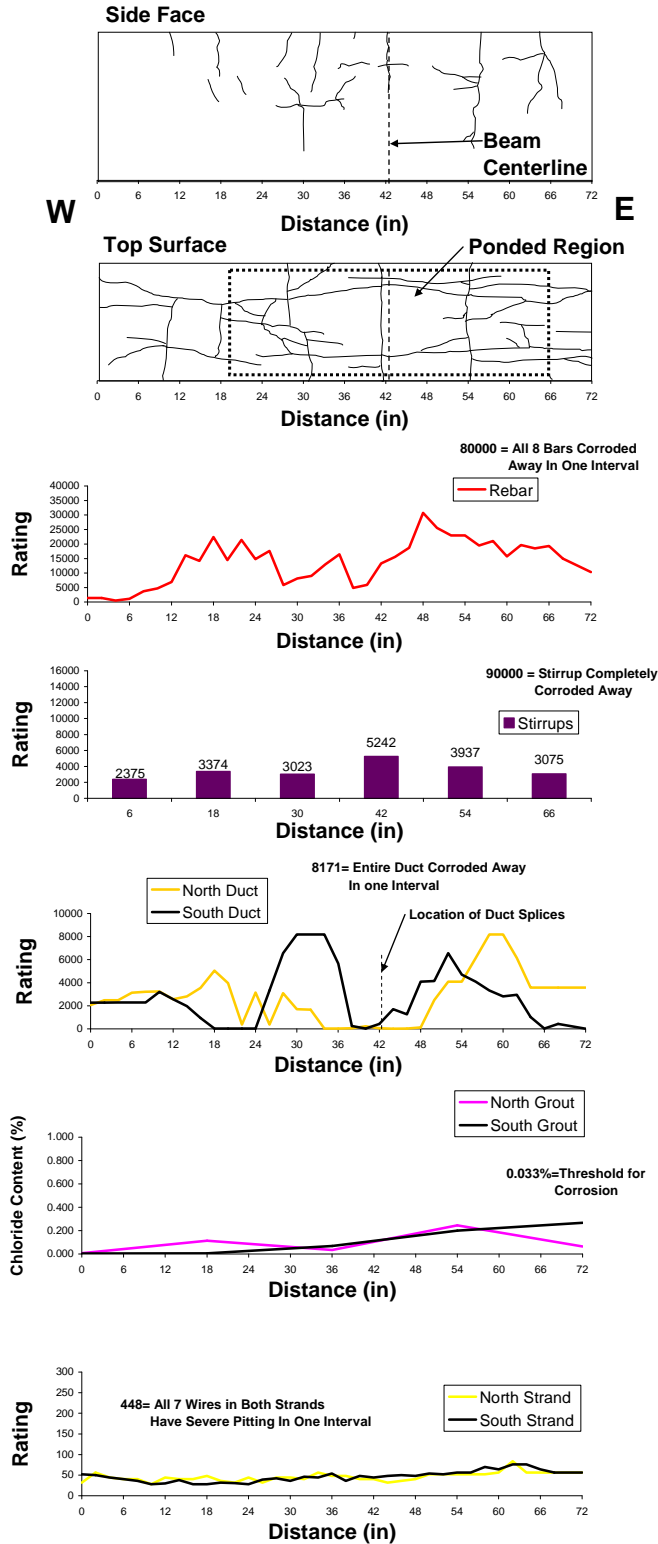 Side Face
Beam
Centerline
0 6 12 18 24 30 36 42 48 54 60 66 72
W
Distance (in)
E
Top Surface
Ponded Region
0 6 12 18 24 30 36 42 48 54 60 66 72
Distance (in)
80000 = All 8 Bars Corroded
Away In One Interval
Rebar
Rating
40000
35000
30000
25000
20000
15000
10000
5000
0
0 6 12 18 24 30 36 42 48 54 60 66 72
Distance (in)
90000 = Stirrup Completely
Corroded Away
Stirrups
Rating
16000
14000
12000
10000
8000
6000
4000
2000
0
2375 3374 3023 5242 3937 3075
6 18 30 42 54 66
Distance (in)
8171= Entire Duct Corroded Away
In one Interval
North Duct
South Duct
Location of Duct Splices
Rating
10000
8000
6000
4000
2000
0
0 6 12 18 24 30 36 42 48 54 60 66 72
Distance (in)
North Grout
South Grout
0.033%=Threshold for
Corrosion
Chloride Content (%)
1.000
0.800
0.600
0.400
0.200
0.000
0 6 12 18 24 30 36 42 48 54 60 66 72
Distance (in)
448= All 7 Wires in Both Strands
Have Severe Pitting In One Interval
North Strand
South Strand
Rating
300
250
200
150
100
50
0
0 6 12 18 24 30 36 42 48 54 60 66 72
Distance (in)